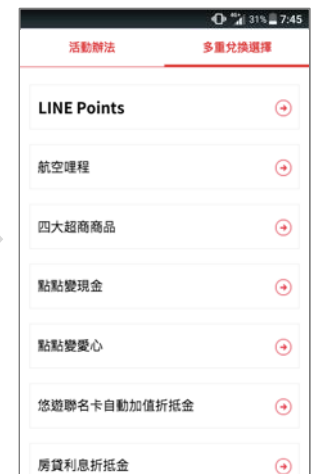 31% 7:45
活動辦法 多重兌換選擇
LINE Points
航空哩程
四大超商商品
點點變現金
點點變愛心
悠遊聯名卡自動加值折抵金
房貸利息折抵金